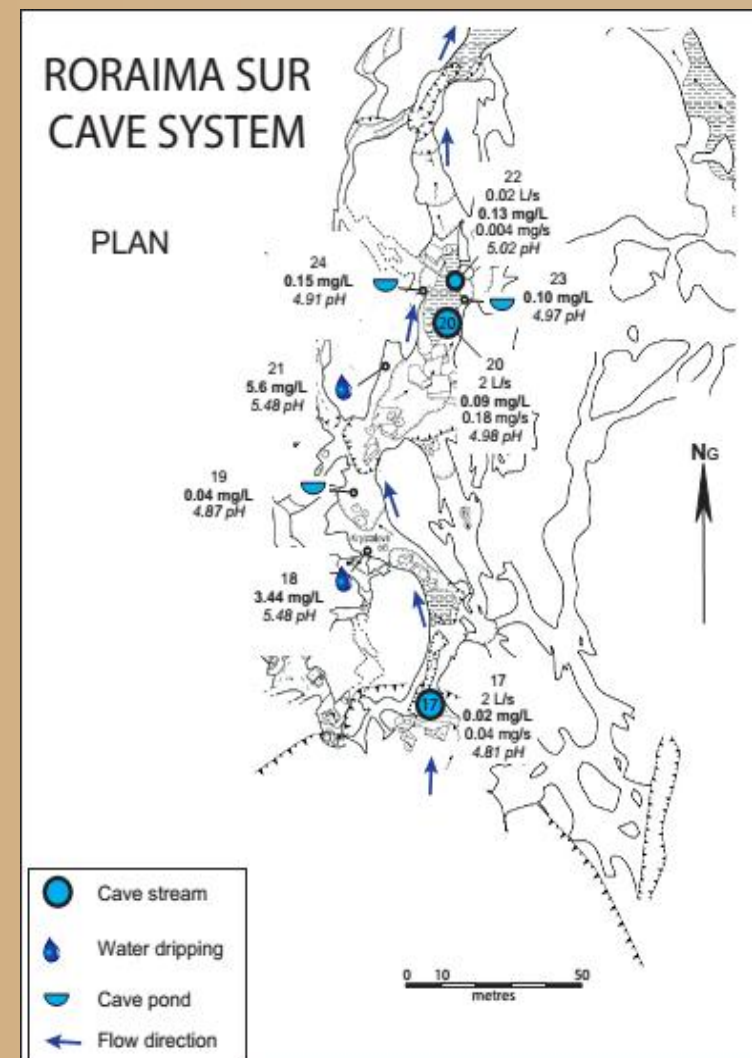 RORAIMA SUR
CAVE SYSTEM
PLAN
22
0.02 L/s
0.13 mg/L
0.004 mg/s
5.02 pH
24
0.15 mg/L
4.91 pH
23
0.10 mg/L
4.97 pH
20
20
2 L/s
0.09 mg/L
0.18 mg/s
4.98 pH
21
5.6 mg/L
5.48 pH
NG
19
0.04 mg/L
4.87 pH
18
3.44 mg/L
5.48 pH
17
17
2 L/s
0.02 mg/L
0.04 mg/s
4.81 pH
Cave stream
Water dripping
Cave pond
Flow direction
0 10 50
metres